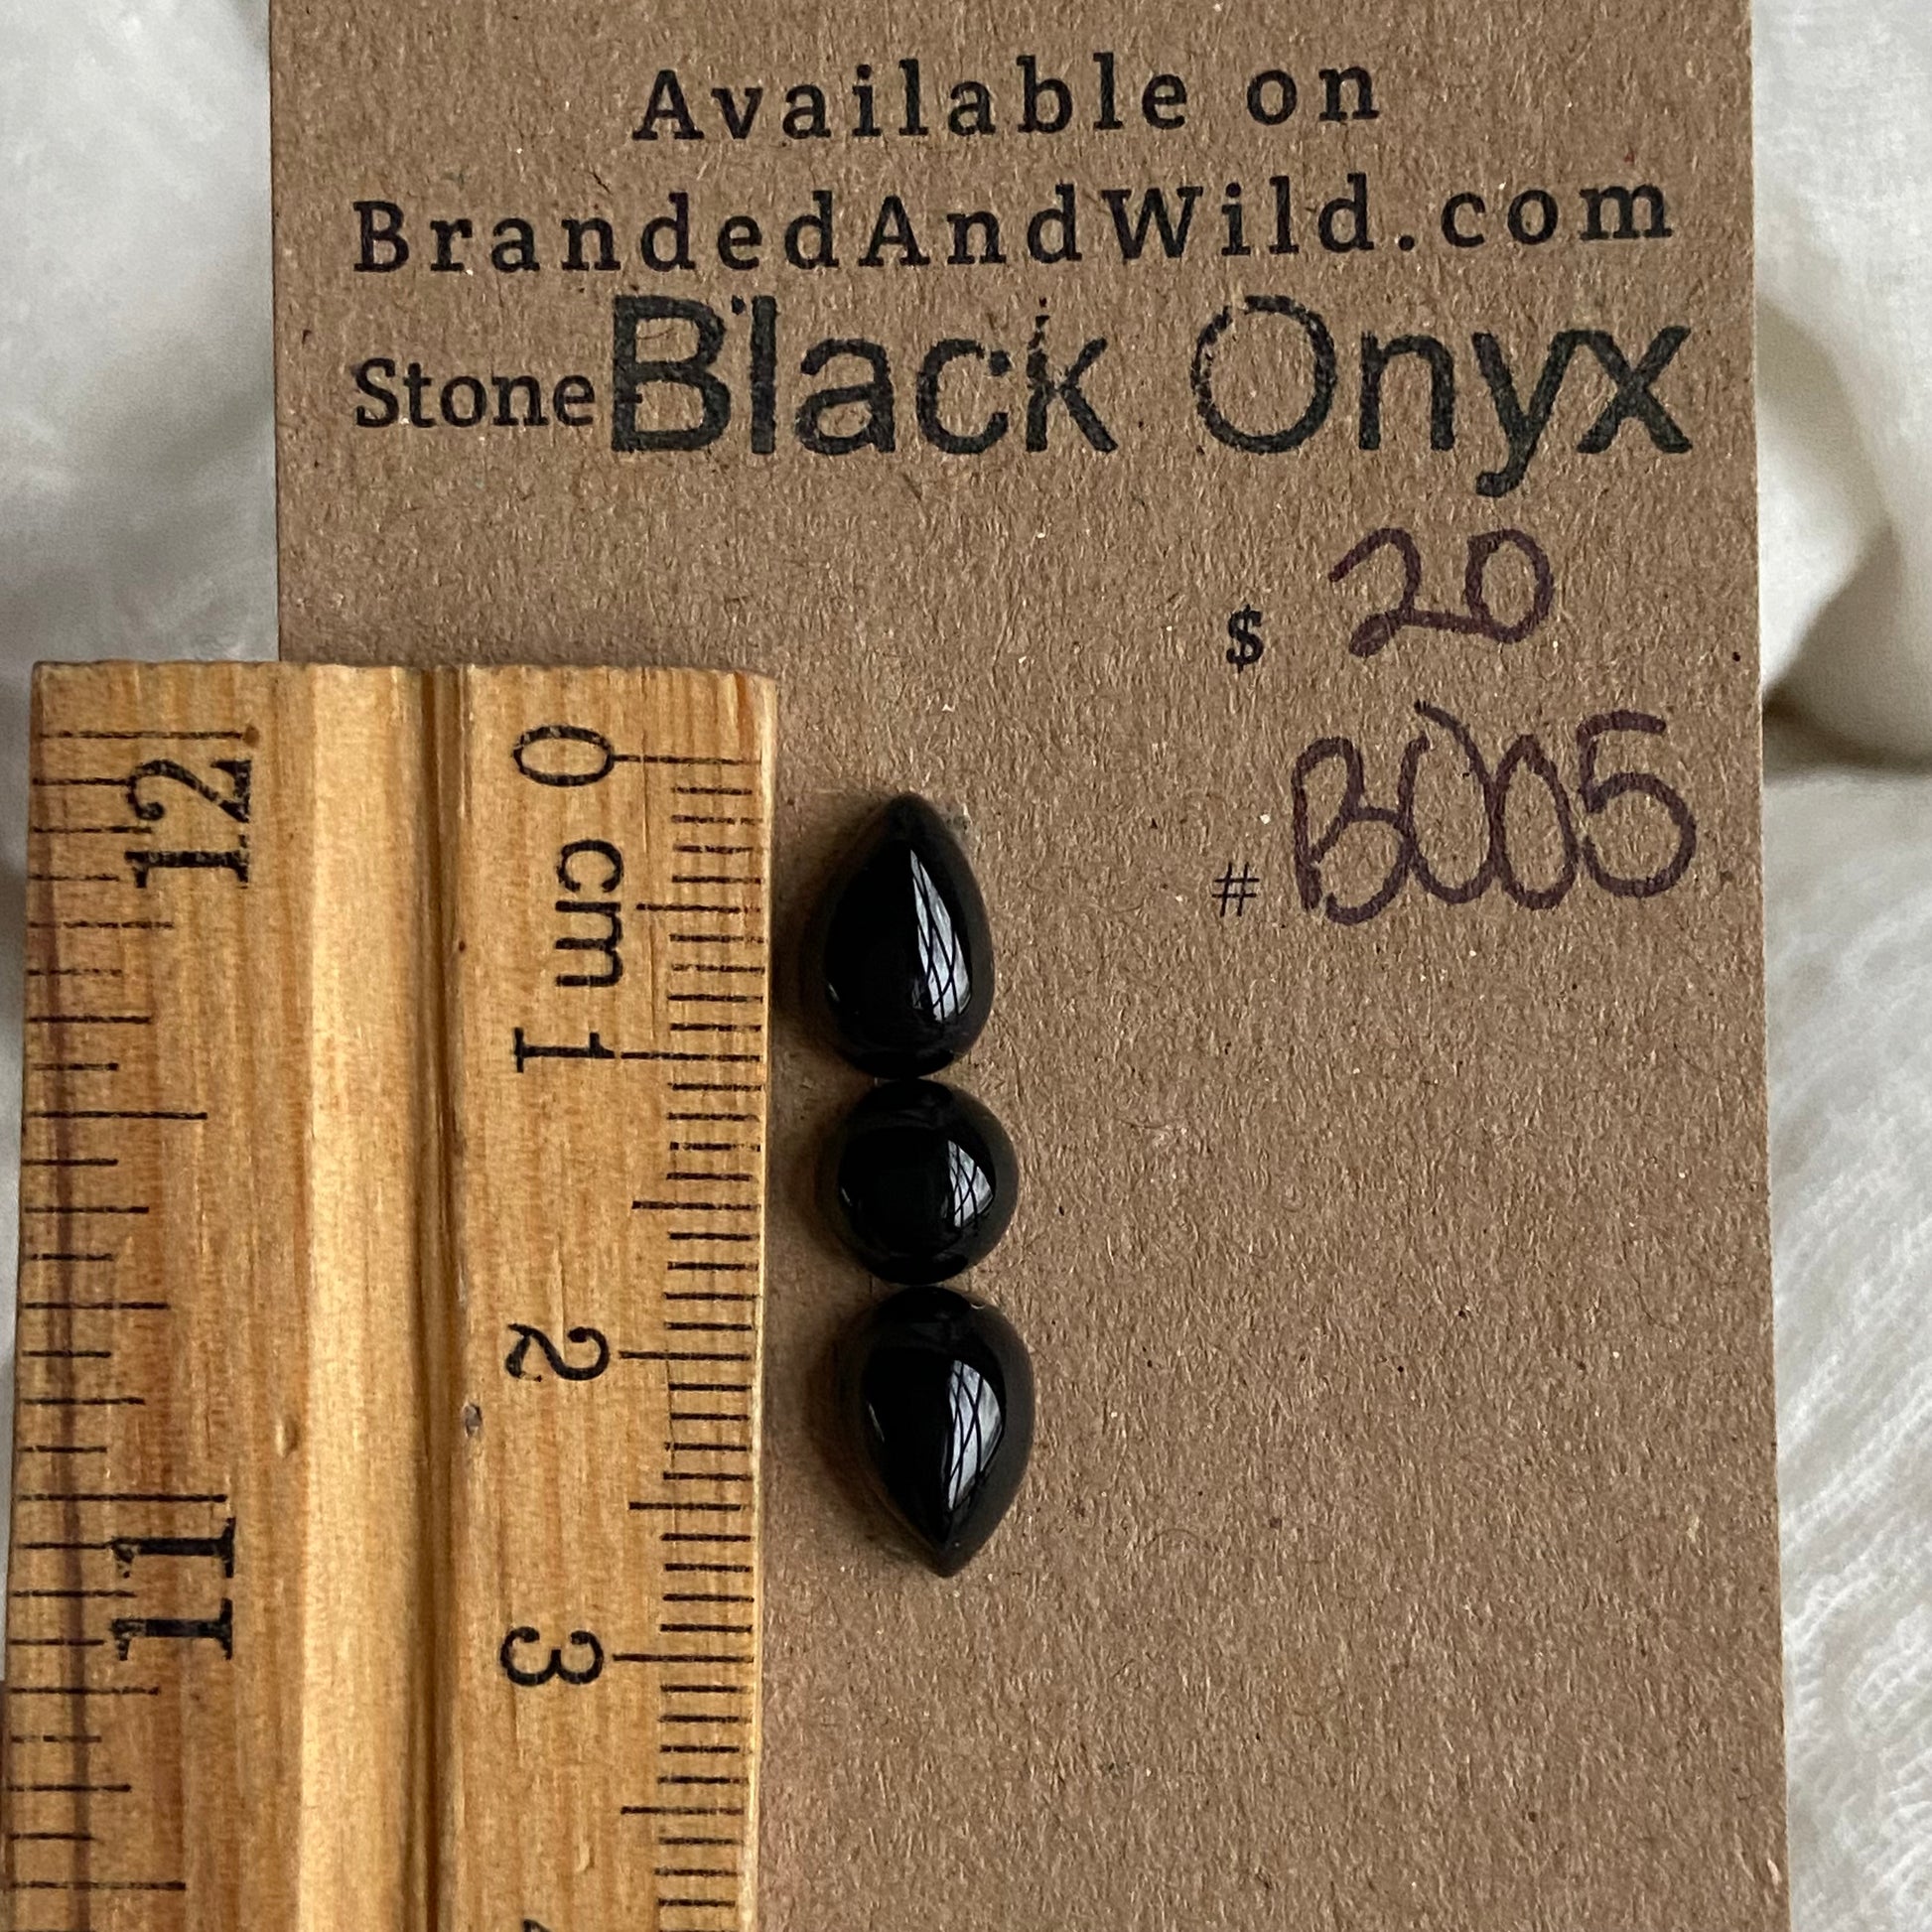 Available on
BrandedAndWild.com
Stone Black Onyx
$ 20
# B005
0 cm 1 2 3
12 11